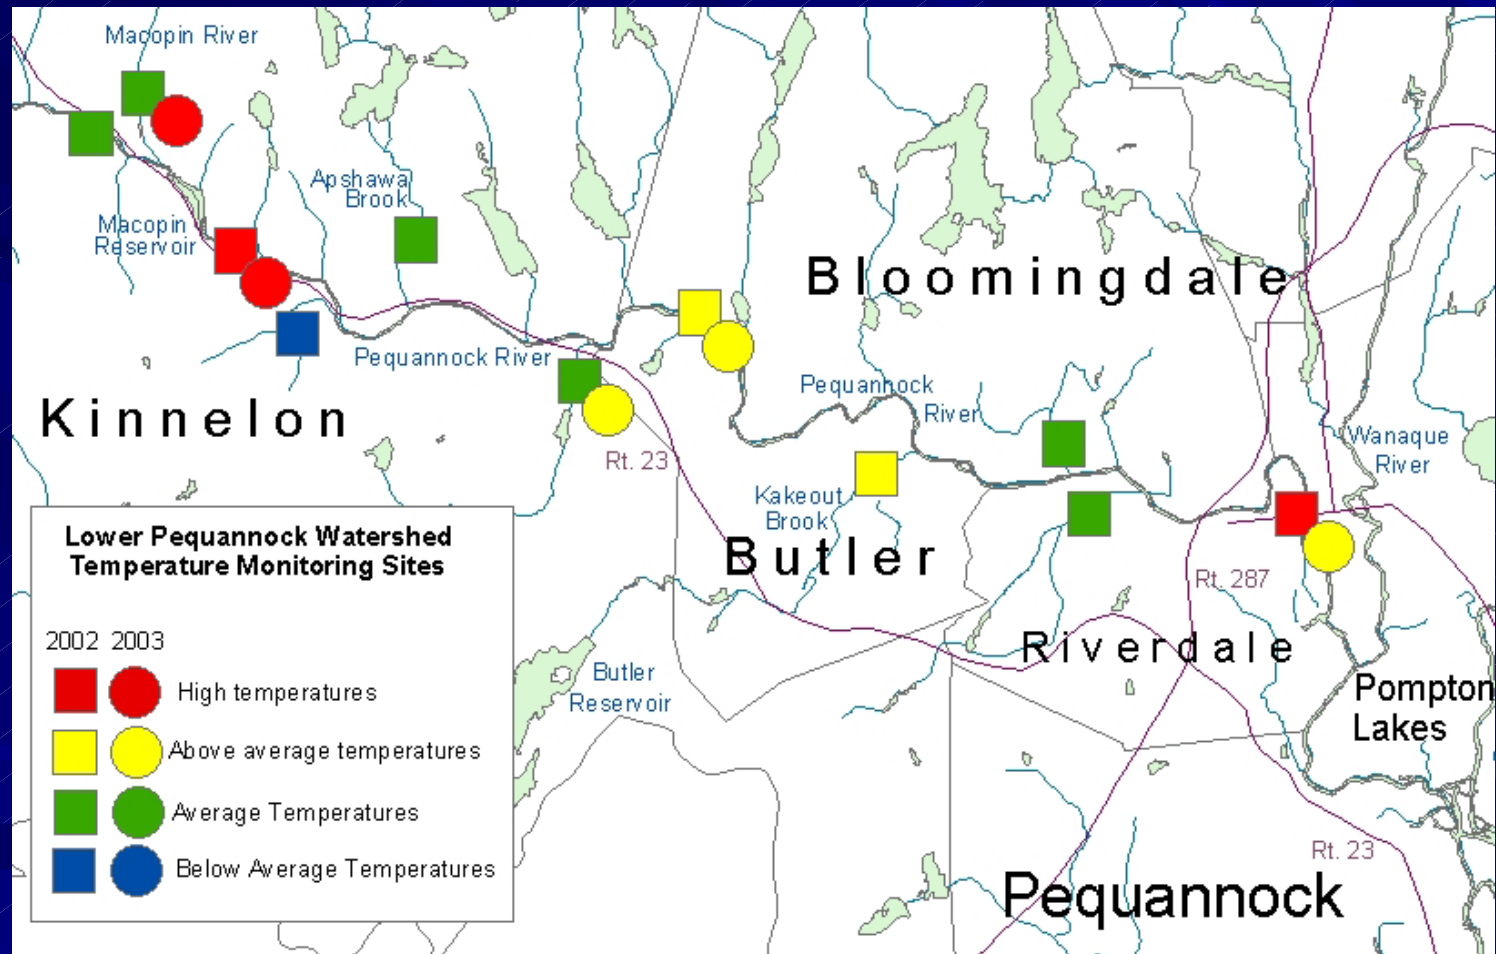 Macopin River
Apshawa
Brook
Macopin
Reservoir
Bloomingdale
Pequannock River
Pequannock
River
Kinnelon
Rt. 23
Wanaque
River
Kakeout
Brook
Butler
Rt. 287
Riverdale
Butler
Reservoir
Pompton
Lakes
Rt. 23
Pequannock
Lower Pequannock Watershed
Temperature Monitoring Sites
2002 2003
High temperatures
Above average temperatures
Average Temperatures
Below Average Temperatures